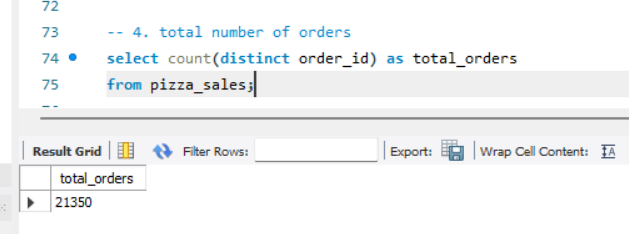 72
73 -- 4. total number of orders
74 select count(distinct order_id) as total_orders
75 from pizza_sales;
Result Grid Filter Rows: Export: Wrap Cell Content: IA
total_orders
21350